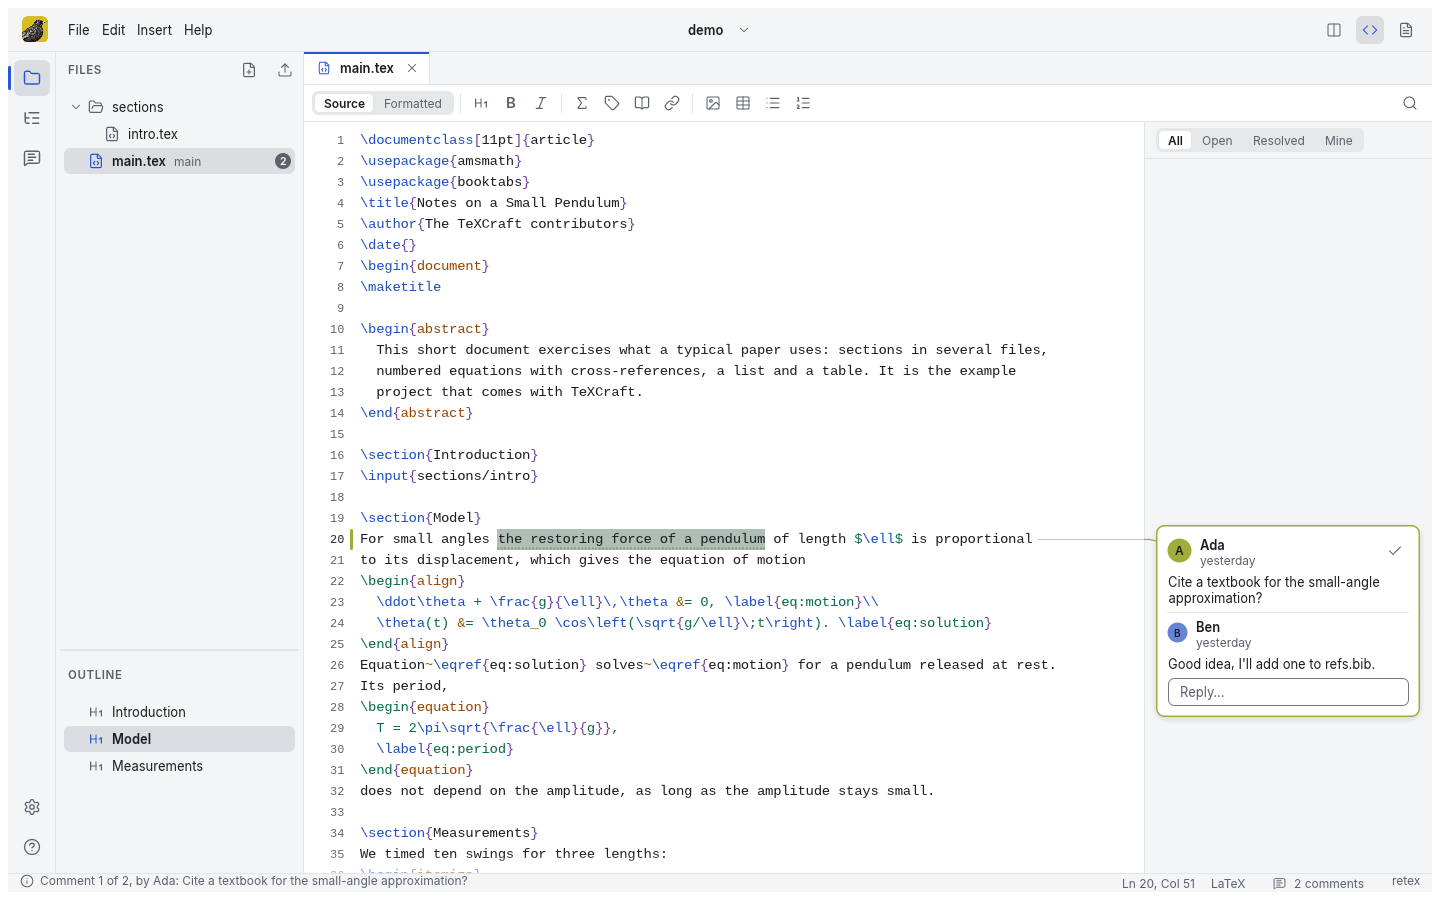 File Edit Insert Help
demo
FILES
sections
intro.tex
main.tex main 2
OUTLINE
H1 Introduction
H1 Model
H1 Measurements
main.tex
Source Formatted H1 B I
1 \documentclass[11pt]{article}
2 \usepackage{amsmath}
3 \usepackage{booktabs}
4 \title{Notes on a Small Pendulum}
5 \author{The TeXCraft contributors}
6 \date{}
7 \begin{document}
8 \maketitle
9
10 \begin{abstract}
11 This short document exercises what a typical paper uses: sections in several files,
12 numbered equations with cross-references, a list and a table. It is the example
13 project that comes with TeXCraft.
14 \end{abstract}
15
16 \section{Introduction}
17 \input{sections/intro}
18
19 \section{Model}
20 For small angles the restoring force of a pendulum of length $\ell$ is proportional
21 to its displacement, which gives the equation of motion
22 \begin{align}
23 \ddot\theta + \frac{g}{\ell}\,\theta &= 0, \label{eq:motion}\\
24 \theta(t) &= \theta_0 \cos\left(\sqrt{g/\ell}\;t\right). \label{eq:solution}
25 \end{align}
26 Equation~\eqref{eq:solution} solves~\eqref{eq:motion} for a pendulum released at rest.
27 Its period,
28 \begin{equation}
29 T = 2\pi\sqrt{\frac{\ell}{g}},
30 \label{eq:period}
31 \end{equation}
32 does not depend on the amplitude, as long as the amplitude stays small.
33
34 \section{Measurements}
35 We timed ten swings for three lengths:
All Open Resolved Mine
A Ada
yesterday
Cite a textbook for the small-angle
approximation?
B Ben
yesterday
Good idea, I'll add one to refs.bib.
Reply...
Comment 1 of 2, by Ada: Cite a textbook for the small-angle approximation?
Ln 20, Col 51 LaTeX 2 comments retex